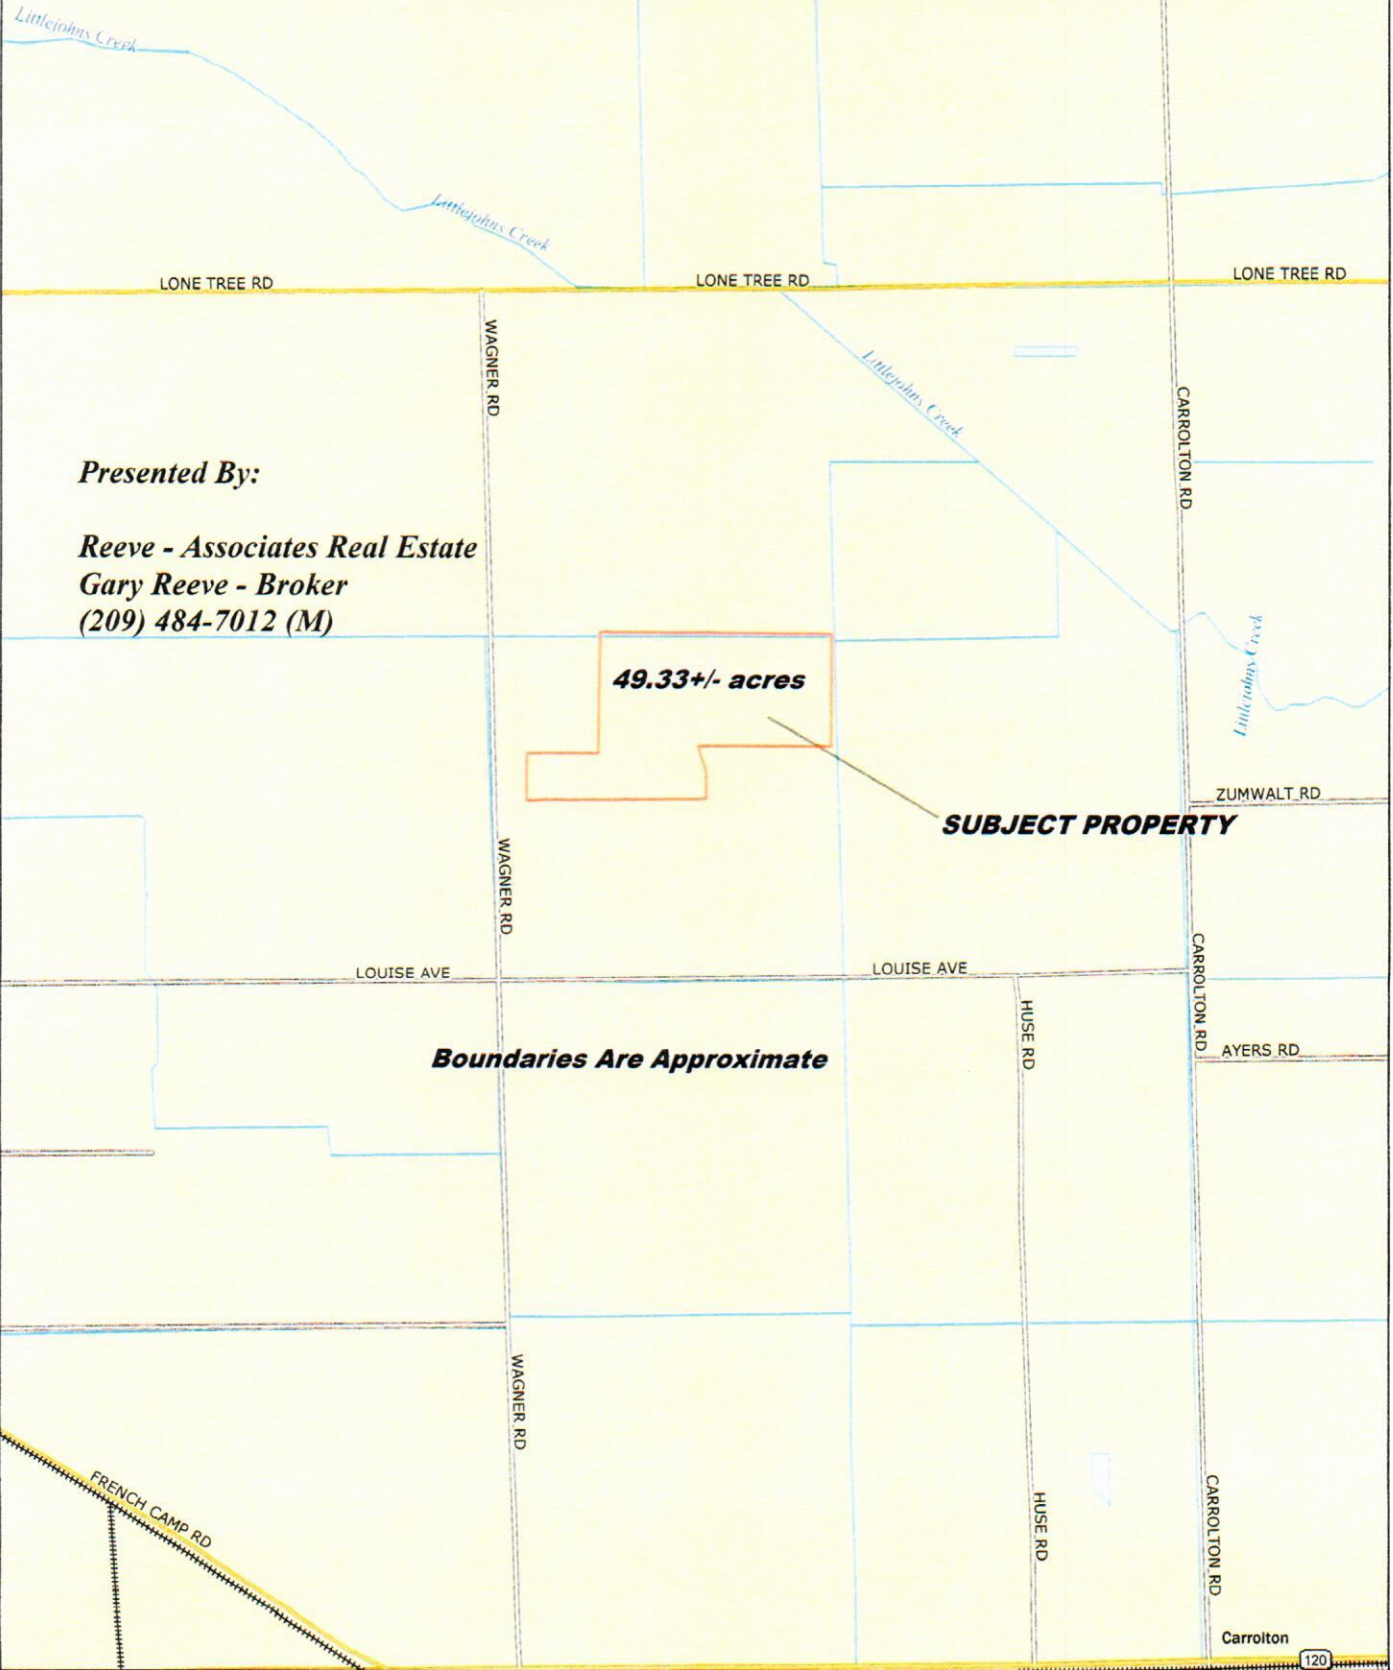 Littlejohns Creek
Littlejohns Creek
LONE TREE RD
LONE TREE RD
LONE TREE RD
WAGNER RD
Littlejohns Creek
CARROLTON RD
Presented By:
Reeve - Associates Real Estate
Gary Reeve - Broker
(209) 484-7012 (M)
Littlejohns Creek
49.33+/- acres
ZUMWALT RD
SUBJECT PROPERTY
WAGNER RD
LOUISE AVE
LOUISE AVE
CARROLTON RD
HUSE RD
AYERS RD
Boundaries Are Approximate
WAGNER RD
FRENCH CAMP RD
HUSE RD
CARROLTON RD
Carrolton
120